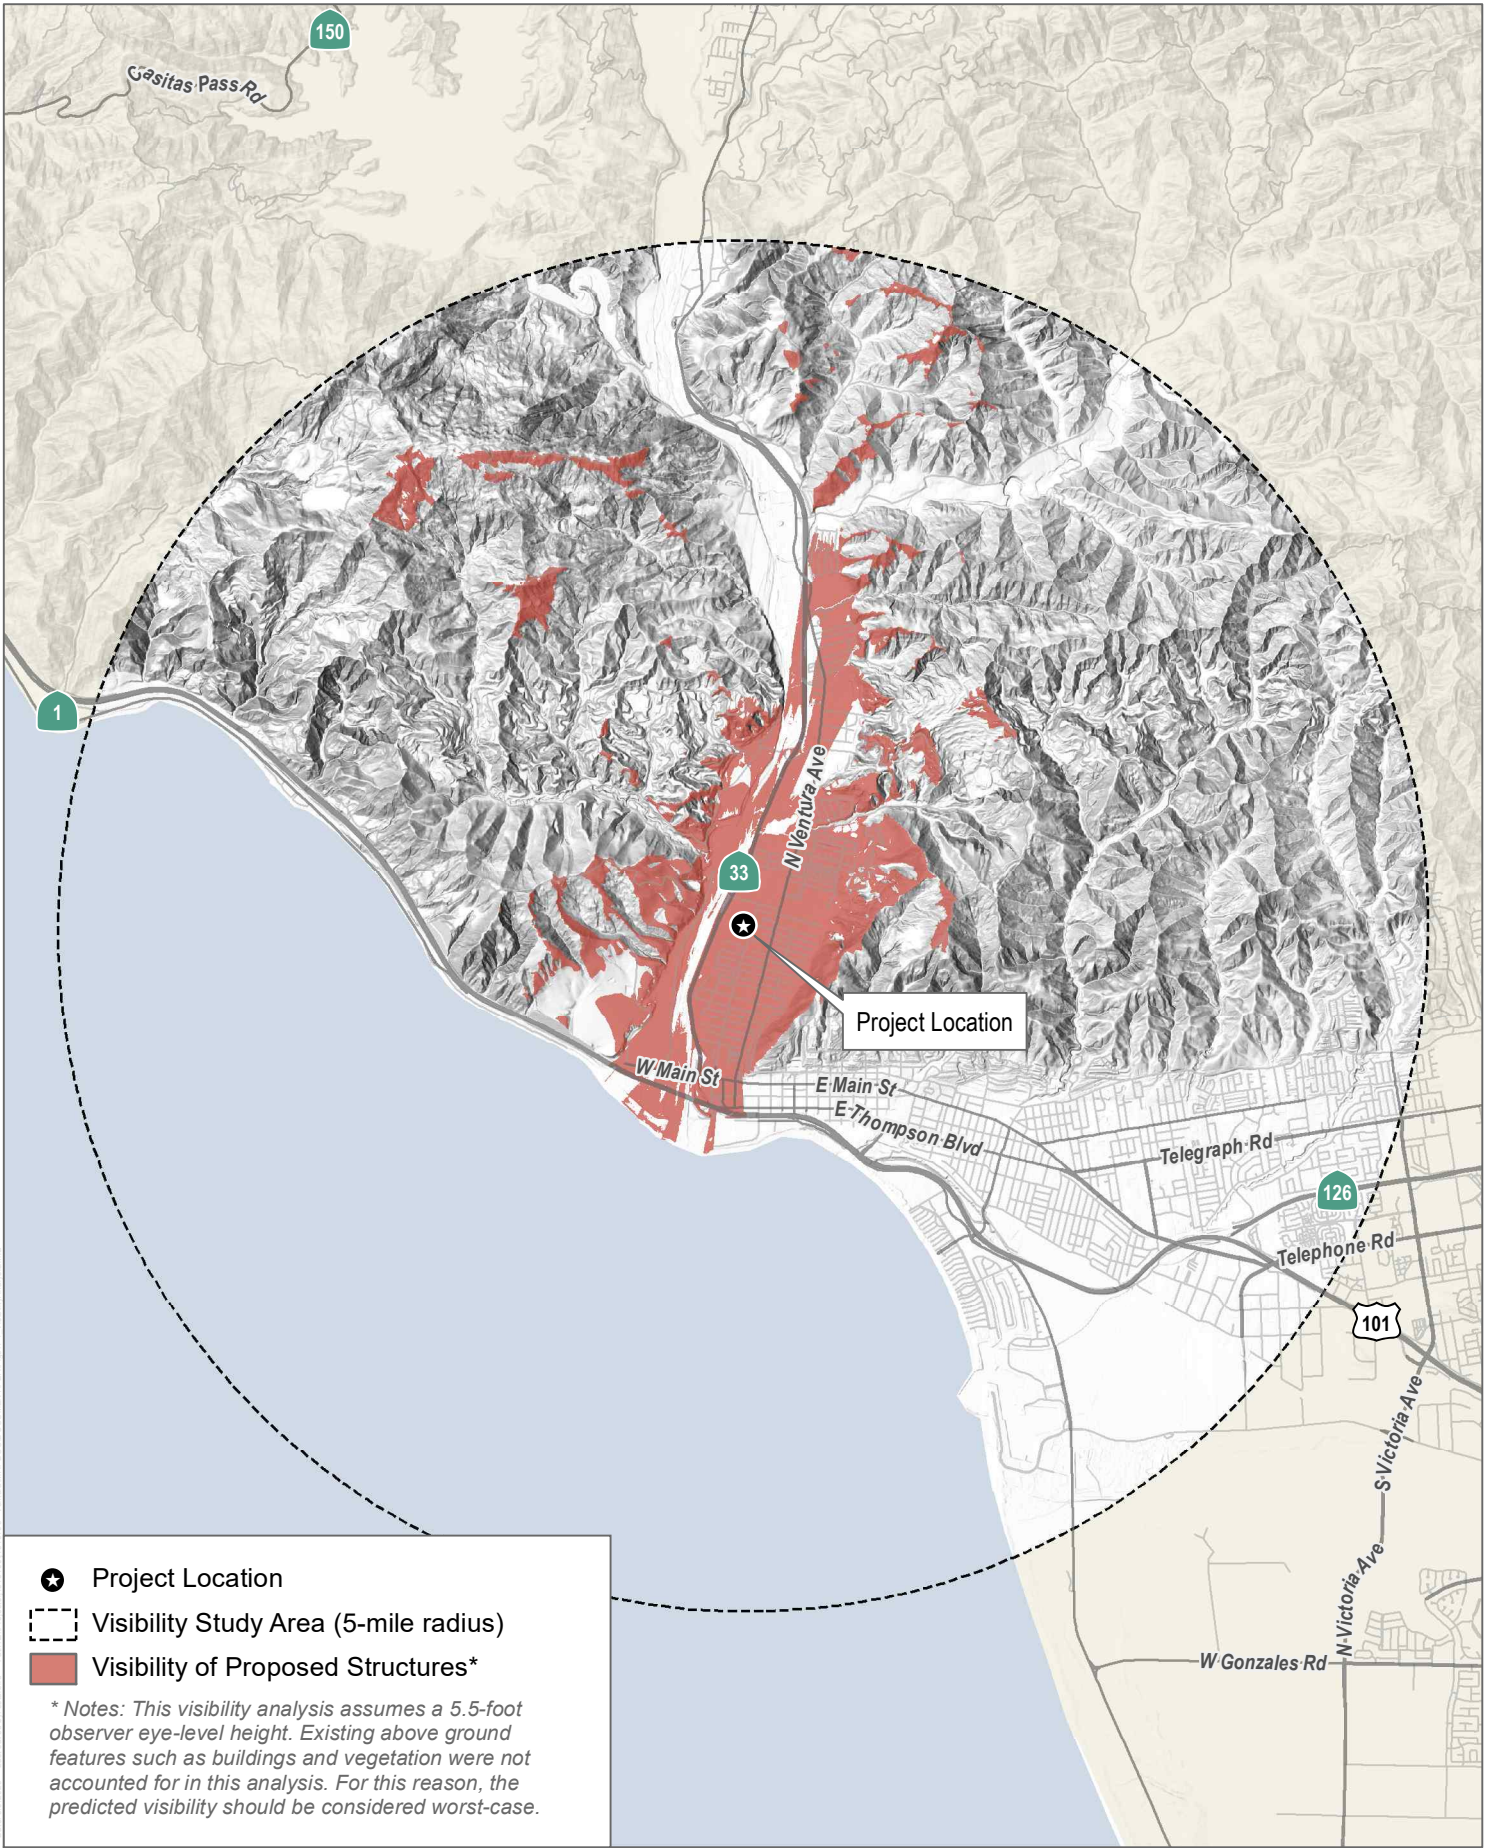 150
Casitas Pass Rd
1
N Ventura Ave
33
Project Location
W Main St
E Main St
E Thompson Blvd
Telegraph Rd
126
Telephone Rd
101
S Victoria Ave
N Victoria Ave
W Gonzales Rd
Project Location
Visibility Study Area (5-mile radius)
Visibility of Proposed Structures*
* Notes: This visibility analysis assumes a 5.5-foot
observer eye-level height. Existing above ground
features such as buildings and vegetation were not
accounted for in this analysis. For this reason, the
predicted visibility should be considered worst-case.